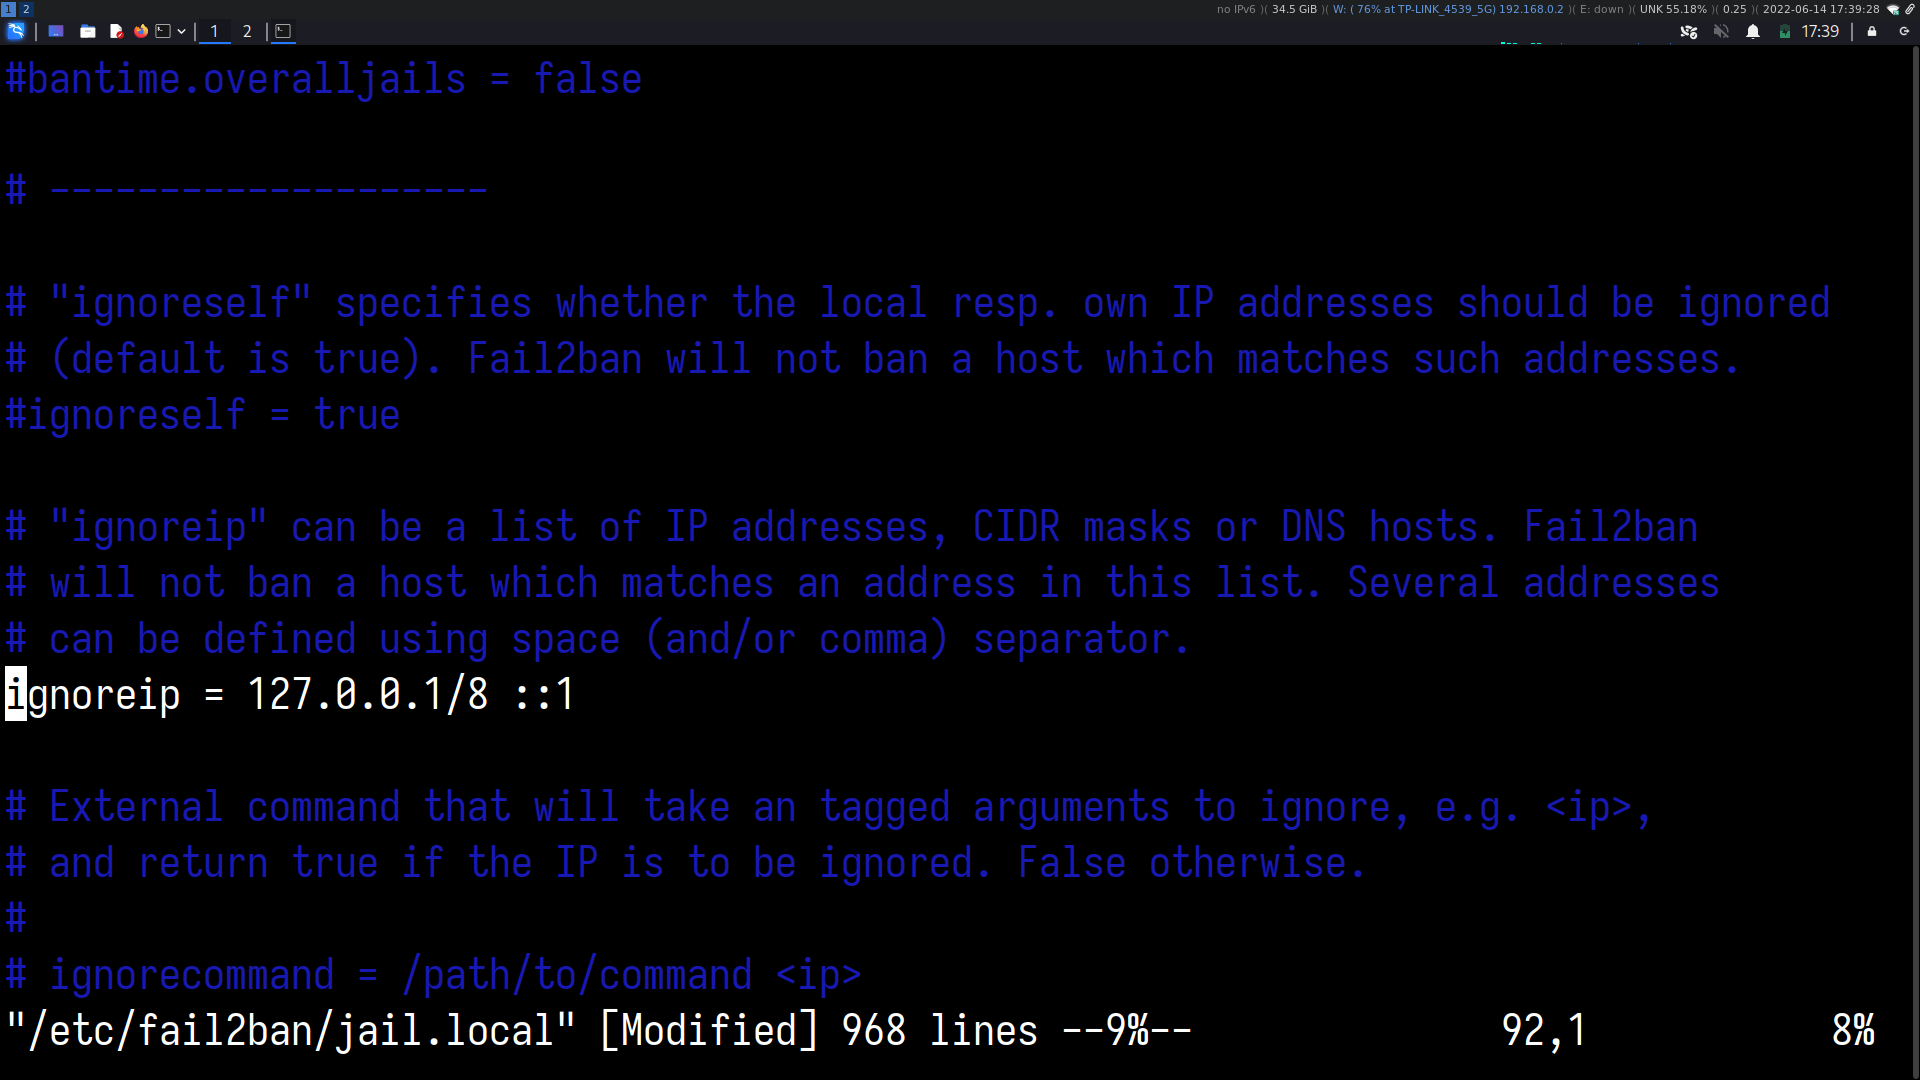 1 2 no IPv6 )( 34.5 GiB )( W: ( 76% at TP-LINK_4539_5G) 192.168.0.2 )( E: down )( UNK 55.18% )( 0.25 )( 2022-06-14 17:39:28
1 2 17:39
#bantime.overalljails = false
# --------------------
# "ignoreself" specifies whether the local resp. own IP addresses should be ignored
# (default is true). Fail2ban will not ban a host which matches such addresses.
#ignoreself = true
# "ignoreip" can be a list of IP addresses, CIDR masks or DNS hosts. Fail2ban
# will not ban a host which matches an address in this list. Several addresses
# can be defined using space (and/or comma) separator.
ignoreip = 127.0.0.1/8 ::1
# External command that will take an tagged arguments to ignore, e.g. <ip>,
# and return true if the IP is to be ignored. False otherwise.
#
# ignorecommand = /path/to/command <ip>
"/etc/fail2ban/jail.local" [Modified] 968 lines --9%-- 92,1 8%